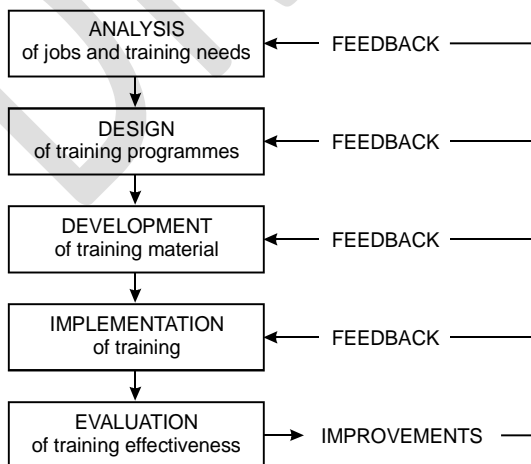 ANALYSIS
of jobs and training needs
FEEDBACK
DESIGN
of training programmes
FEEDBACK
DEVELOPMENT
of training material
FEEDBACK
IMPLEMENTATION
of training
FEEDBACK
EVALUATION
of training effectiveness
IMPROVEMENTS